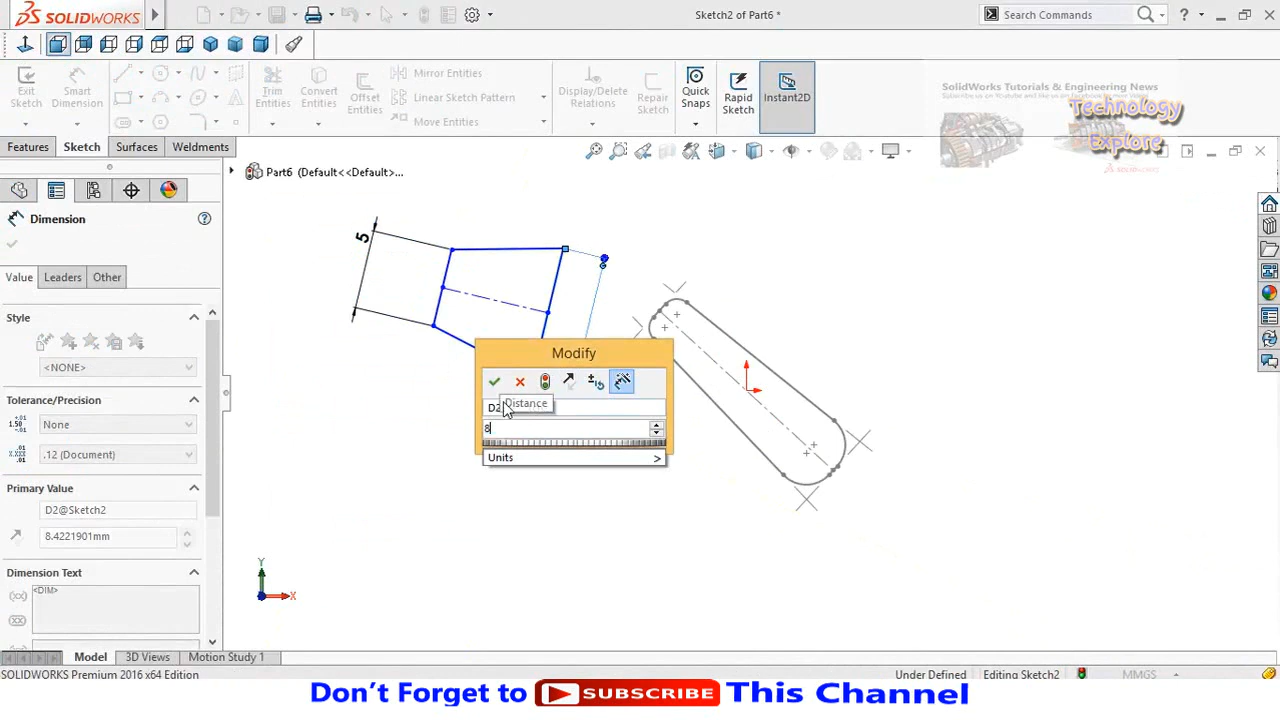 SOLIDWORKS
Sketch2 of Part6 *
Search Commands
?
Exit Sketch
Smart Dimension
Trim Entities
Convert Entities
Offset Entities
Mirror Entities
Linear Sketch Pattern
Move Entities
Display/Delete Relations
Repair Sketch
Quick Snaps
Rapid Sketch
Instant2D
SolidWorks Tutorials & Engineering News
Technology
Explore
Features
Sketch
Surfaces
Weldments
Part6 (Default<<Default>...
Dimension
?
Value
Leaders
Other
Style
<NONE>
Tolerance/Precision
None
.12 (Document)
Primary Value
D2@Sketch2
8.4221901mm
Dimension Text
<DIM>
5
Modify
D2
Distance
8
Units
>
Y
X
Model
3D Views
Motion Study 1
SOLIDWORKS Premium 2016 x64 Edition
Under Defined
Editing Sketch2
MMGS
Don't Forget to SUBSCRIBE This Channel